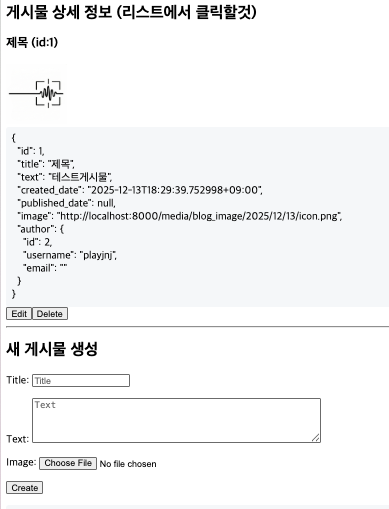 게시물 상세 정보 (리스트에서 클릭할것)
제목 (id:1)
{
"id": 1,
"title": "제목",
"text": "테스트게시물",
"created_date": "2025-12-13T18:29:39.752998+09:00",
"published_date": null,
"image": "http://localhost:8000/media/blog_image/2025/12/13/icon.png",
"author": {
"id": 2,
"username": "playjnj",
"email": ""
}
}
Edit Delete
새 게시물 생성
Title: Title
Text
Text:
Image: Choose File No file chosen
Create